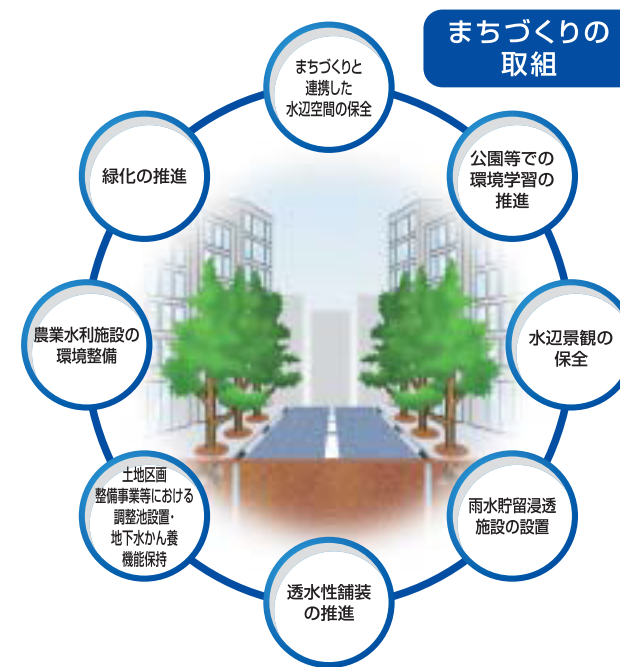 まちづくりの
取組
まちづくりと
連携した
水辺空間の保全
公園等での
環境学習の
推進
水辺景観の
保全
雨水貯留浸透
施設の設置
透水性舗装
の推進
土地区画
整備事業等における
調整池設置・
地下水かん養
機能保持
農業水利施設の
環境整備
緑化の推進